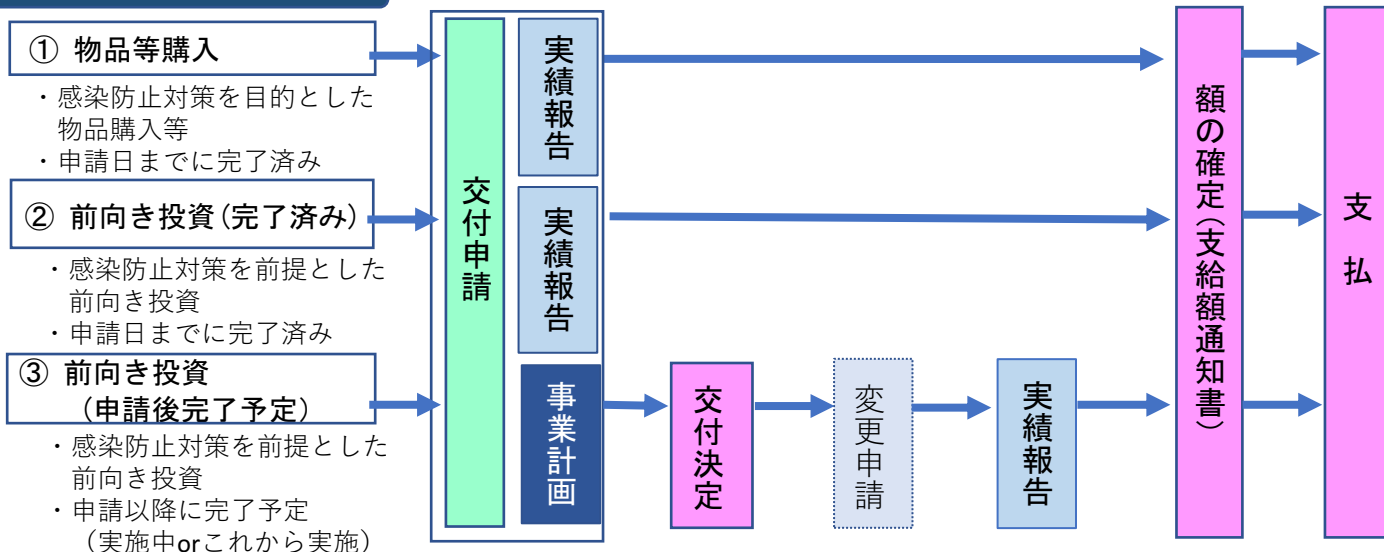 ① 物品等購入
・感染防止対策を目的とした
物品購入等
・申請日までに完了済み
② 前向き投資(完了済み)
・感染防止対策を前提とした
前向き投資
・申請日までに完了済み
③ 前向き投資
（申請後完了予定）
・感染防止対策を前提とした
前向き投資
・申請以降に完了予定
（実施中orこれから実施）
交付申請
実績報告
実績報告
事業計画
交付決定
変更申請
実績報告
額の確定（支給額通知書）
支払